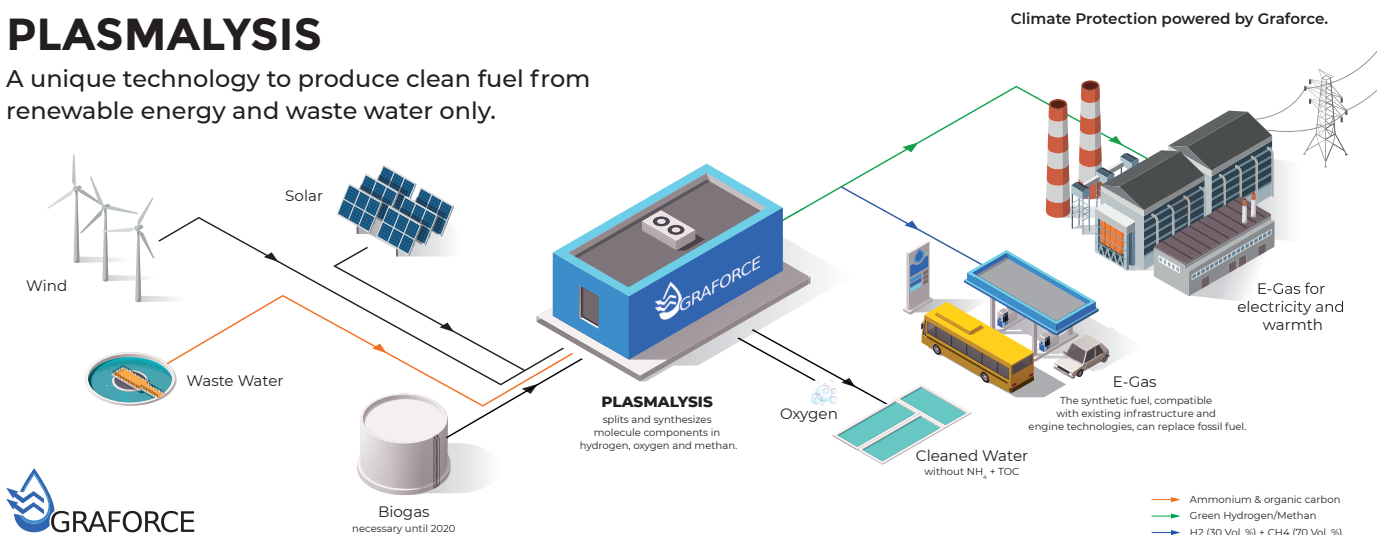 PLASMALYSIS
A unique technology to produce clean fuel from
renewable energy and waste water only.
Climate Protection powered by Graforce.
Solar
Wind
Waste Water
Biogas
necessary until 2020
GRAFORCE
PLASMALYSIS
splits and synthesizes
molecule components in
hydrogen, oxygen and methan.
Oxygen
Cleaned Water
without NH4 + TOC
E-Gas
The synthetic fuel, compatible
with existing infrastructure and
engine technologies, can replace fossil fuel.
E-Gas for
electricity and
warmth
GRAFORCE
Ammonium & organic carbon
Green Hydrogen/Methan
H2 (30 Vol. %) + CH4 (70 Vol. %)